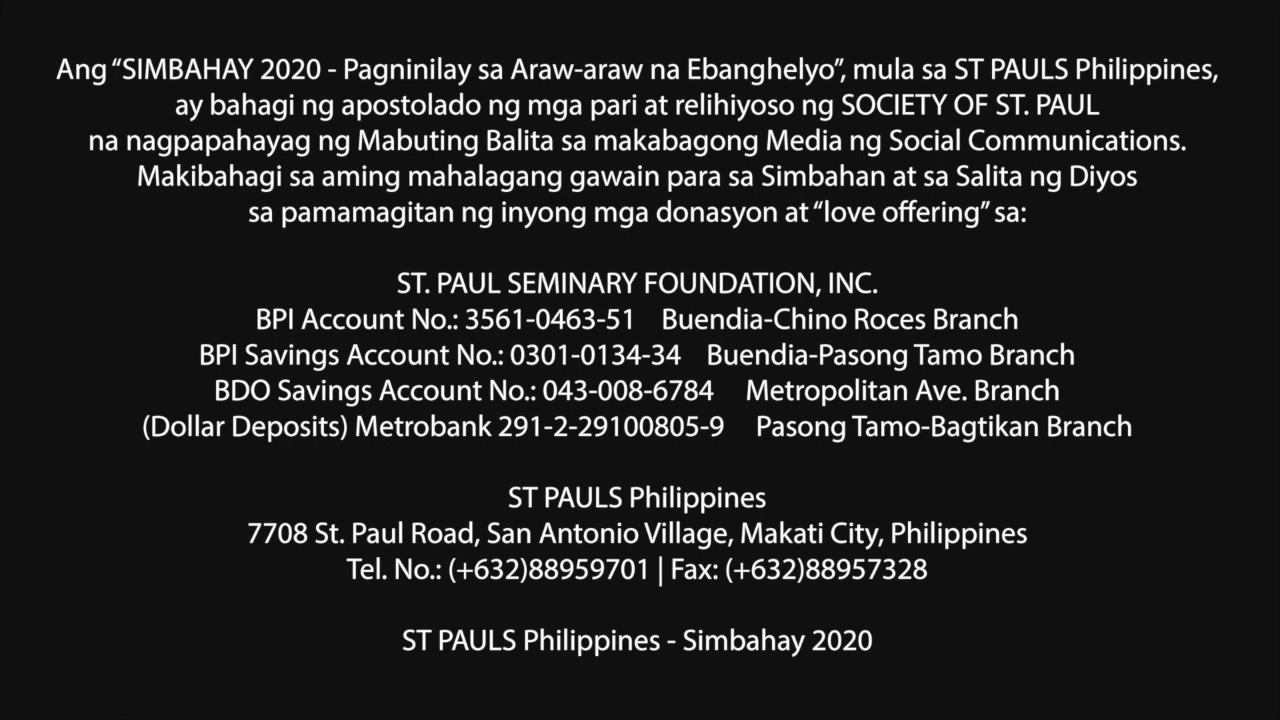 Ang “SIMBAHAY 2020 - Pagninilay sa Araw-araw na Ebanghelyo”, mula sa ST PAULS Philippines,
ay bahagi ng apostolado ng mga pari at relihiyoso ng SOCIETY OF ST. PAUL
na nagpapahayag ng Mabuting Balita sa makabagong Media ng Social Communications.
Makibahagi sa aming mahalagang gawain para sa Simbahan at sa Salita ng Diyos
sa pamamagitan ng inyong mga donasyon at “love offering” sa:
ST. PAUL SEMINARY FOUNDATION, INC.
BPI Account No.: 3561-0463-51 Buendia-Chino Roces Branch
BPI Savings Account No.: 0301-0134-34 Buendia-Pasong Tamo Branch
BDO Savings Account No.: 043-008-6784 Metropolitan Ave. Branch
(Dollar Deposits) Metrobank 291-2-29100805-9 Pasong Tamo-Bagtikan Branch
ST PAULS Philippines
7708 St. Paul Road, San Antonio Village, Makati City, Philippines
Tel. No.: (+632)88959701 | Fax: (+632)88957328
ST PAULS Philippines - Simbahay 2020